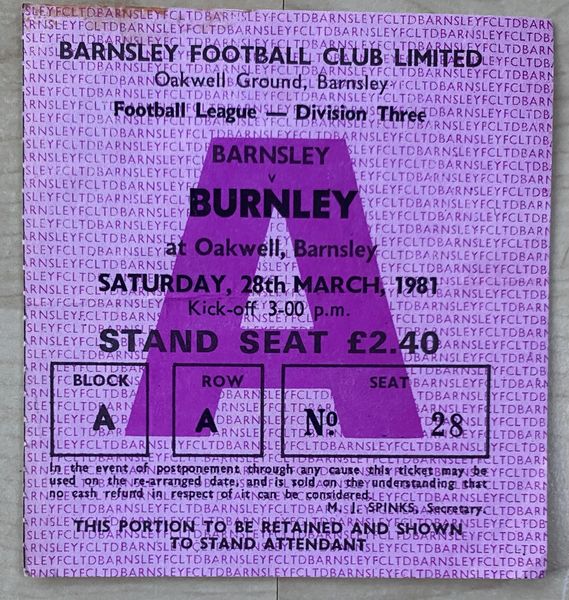 BARNSLEY FOOTBALL CLUB LIMITED
Oakwell Ground, Barnsley
Football League — Division Three
A
BARNSLEY
v
BURNLEY
at Oakwell, Barnsley
SATURDAY, 28th MARCH, 1981
Kick-off 3-00 p.m.
STAND SEAT £2.40
BLOCK ROW SEAT
A A No. 28
In the event of postponement through any cause this ticket may be
used on the re-arranged date, and is sold on the understanding that
no cash refund in respect of it can be considered.
M. J. SPINKS, Secretary.
THIS PORTION TO BE RETAINED AND SHOWN
TO STAND ATTENDANT